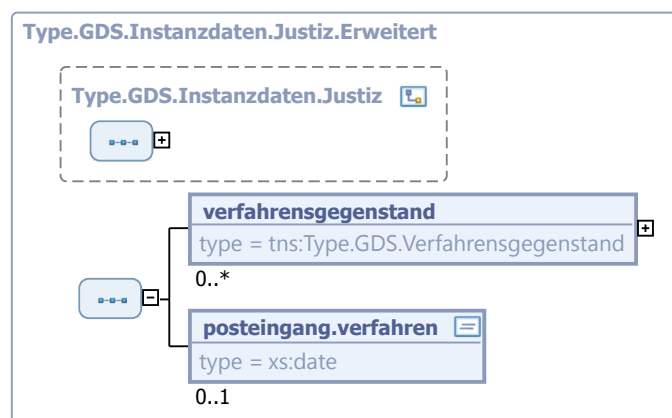 Type.GDS.Instanzdaten.Justiz.Erweitert
Type.GDS.Instanzdaten.Justiz
verfahrensgegenstand
type = tns:Type.GDS.Verfahrensgegenstand
0..*
posteingang.verfahren
type = xs:date
0..1